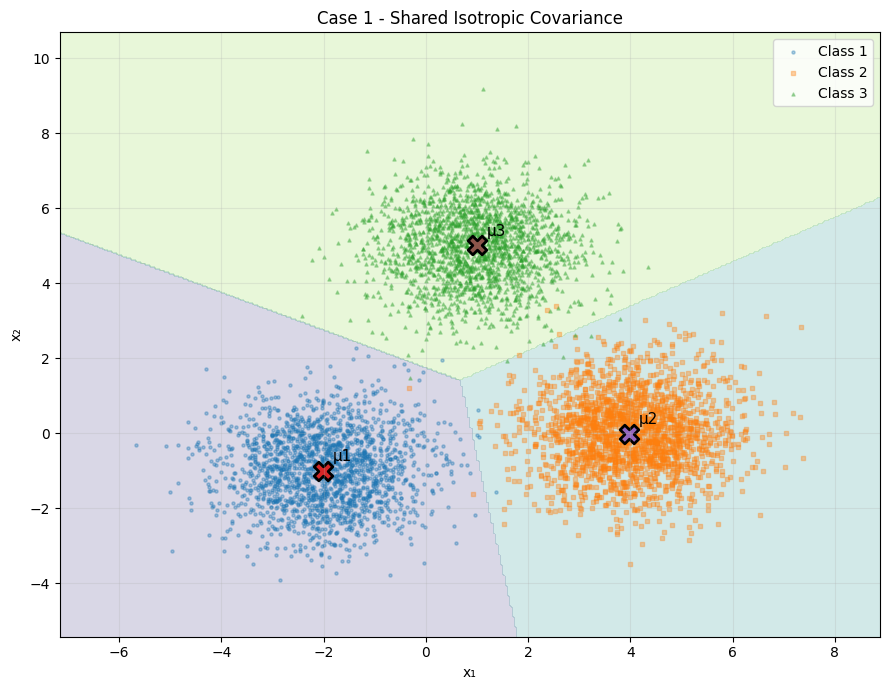 Case 1 - Shared Isotropic Covariance
Class 1
Class 2
Class 3
μ3
μ2
μ1
10
8
6
4
2
0
−2
−4
x₂
−6
−4
−2
0
2
4
6
8
x₁